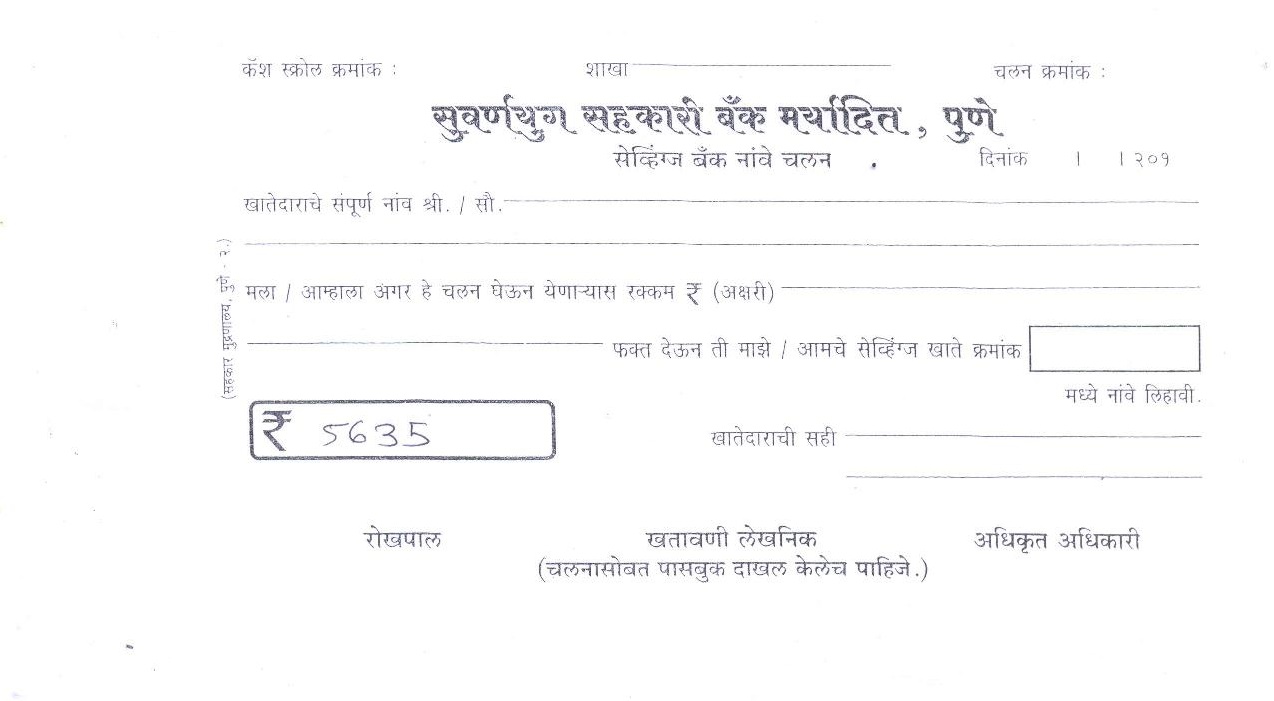 कॅश स्क्रोल क्रमांक : शाखा चलन क्रमांक :
सुवर्णयुग सहकारी बँक मर्यादित, पुणे
सेव्हिंग्ज बँक नांवे चलन . दिनांक । । २०१
खातेदाराचे संपूर्ण नांव श्री. / सौ.
मला / आम्हाला अगर हे चलन घेऊन येणाऱ्यास रक्कम ₹ (अक्षरी)
फक्त देऊन ती माझे / आमचे सेव्हिंग्ज खाते क्रमांक
मध्ये नांवे लिहावी.
₹ 5635 खातेदाराची सही
रोखपाल खतावणी लेखनिक अधिकृत अधिकारी
(चलनासोबत पासबुक दाखल केलेच पाहिजे.)
(सहकार मुद्रणालय, पुणे - २.)